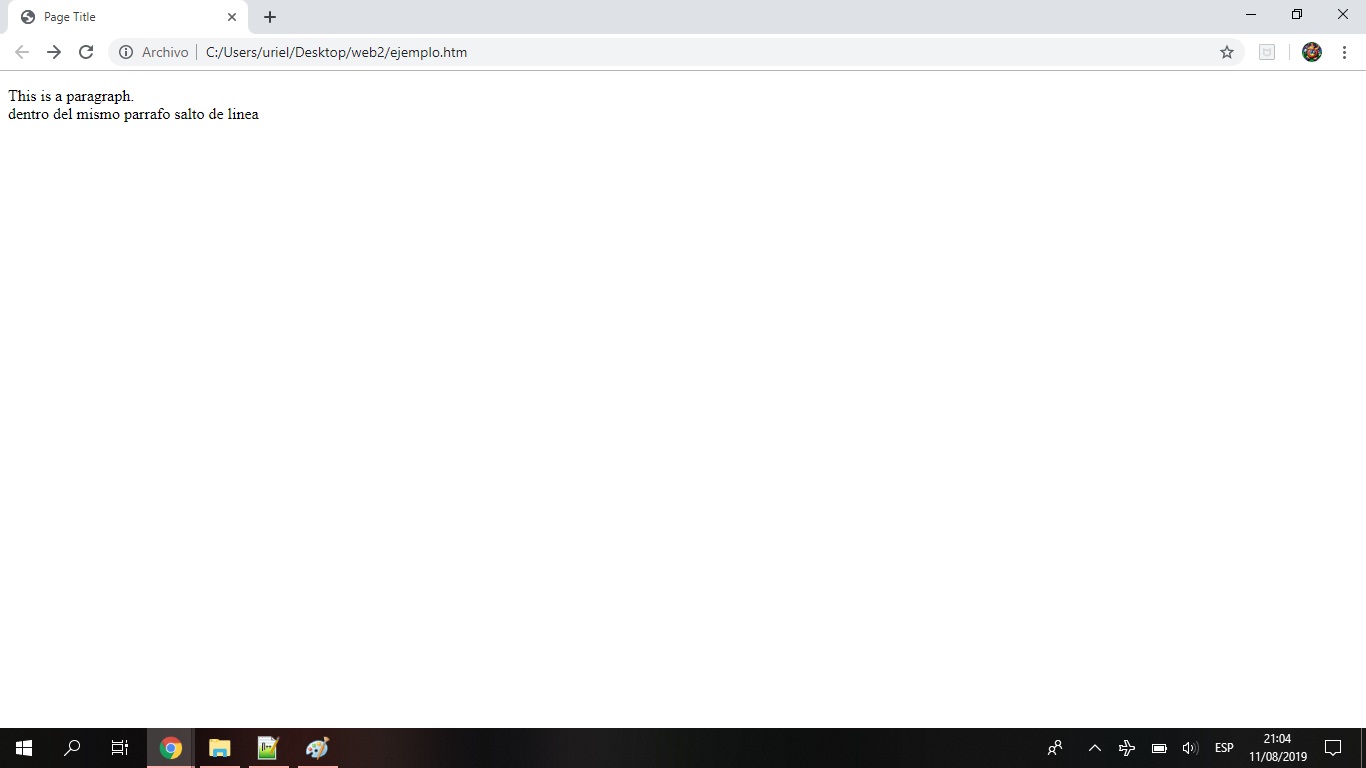 Page Title
Archivo C:/Users/uriel/Desktop/web2/ejemplo.htm
This is a paragraph.
dentro del mismo parrafo salto de linea
ESP
21:04
11/08/2019